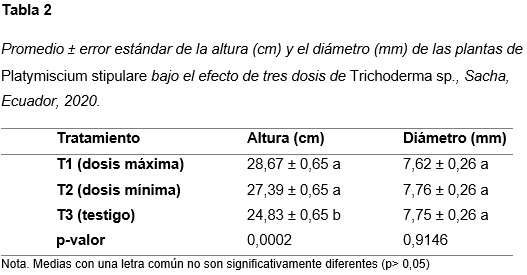 Tabla 2
Promedio ± error estándar de la altura (cm) y el diámetro (mm) de las plantas de
Platymiscium stipulare bajo el efecto de tres dosis de Trichoderma sp., Sacha,
Ecuador, 2020.
Tratamiento Altura (cm) Diámetro (mm)
T1 (dosis máxima) 28,67 ± 0,65 a 7,62 ± 0,26 a
T2 (dosis mínima) 27,39 ± 0,65 a 7,76 ± 0,26 a
T3 (testigo) 24,83 ± 0,65 b 7,75 ± 0,26 a
p-valor 0,0002 0,9146
Nota. Medias con una letra común no son significativamente diferentes (p> 0,05)